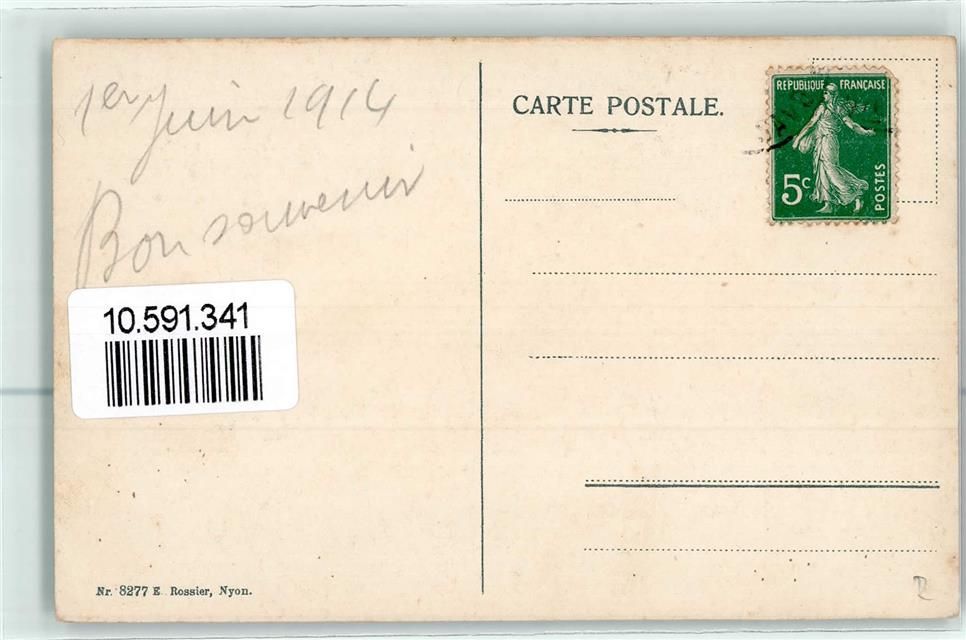 1er Juin 1914
Bon souvenir
10.591.341
Nr. 8277 E. Rossier, Nyon.
CARTE POSTALE.
REPUBLIQUE FRANÇAISE
5c
POSTES